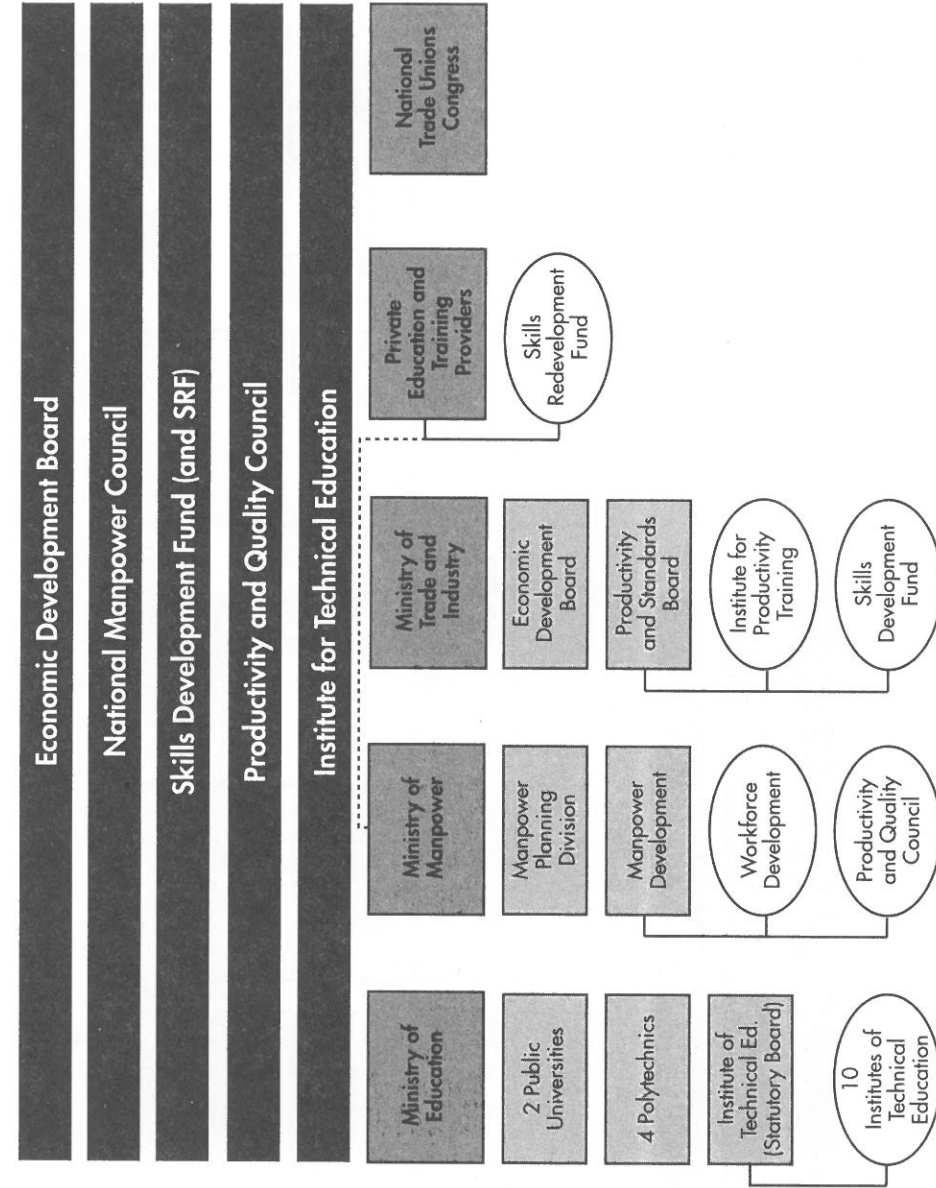 Economic Development Board
National Manpower Council
Skills Development Fund (and SRF)
Productivity and Quality Council
Institute for Technical Education
Ministry of
Education
2 Public
Universities
4 Polytechnics
Institute of
Technical Ed.
(Statutory Board)
10
Institutes of
Technical
Education
Ministry of
Manpower
Manpower
Planning
Division
Manpower
Development
Workforce
Development
Productivity
and Quality
Council
Ministry of
Trade and
Industry
Economic
Development
Board
Productivity
and Standards
Board
Institute for
Productivity
Training
Skills
Development
Fund
Private
Education and
Training
Providers
Skills
Redevelopment
Fund
National
Trade Unions
Congress